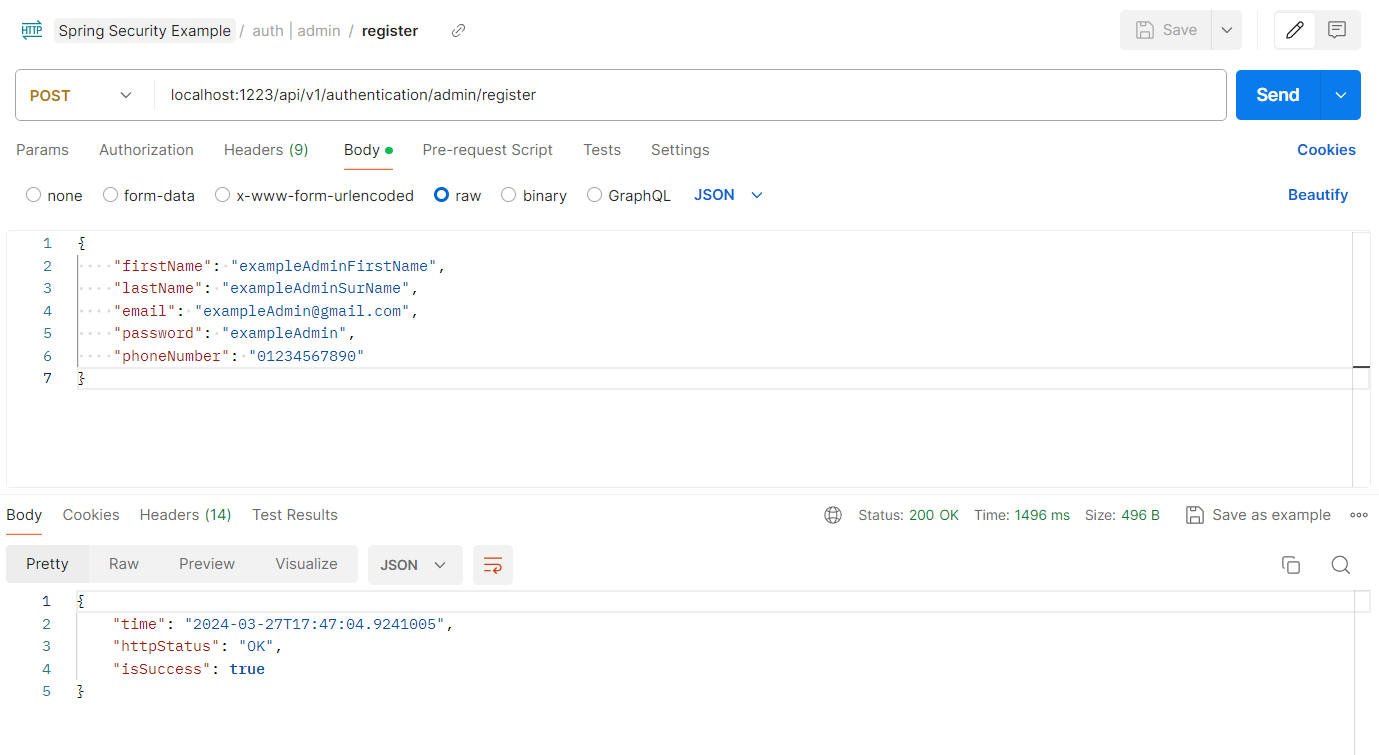 HTTP Spring Security Example / auth | admin / register Save
POST localhost:1223/api/v1/authentication/admin/register Send
Params Authorization Headers (9) Body Pre-request Script Tests Settings Cookies
none form-data x-www-form-urlencoded raw binary GraphQL JSON Beautify
1 {
2 "firstName": "exampleAdminFirstName",
3 "lastName": "exampleAdminSurName",
4 "email": "exampleAdmin@gmail.com",
5 "password": "exampleAdmin",
6 "phoneNumber": "01234567890"
7 }
Body Cookies Headers (14) Test Results Status: 200 OK Time: 1496 ms Size: 496 B Save as example
Pretty Raw Preview Visualize JSON
1 {
2 "time": "2024-03-27T17:47:04.9241005",
3 "httpStatus": "OK",
4 "isSuccess": true
5 }